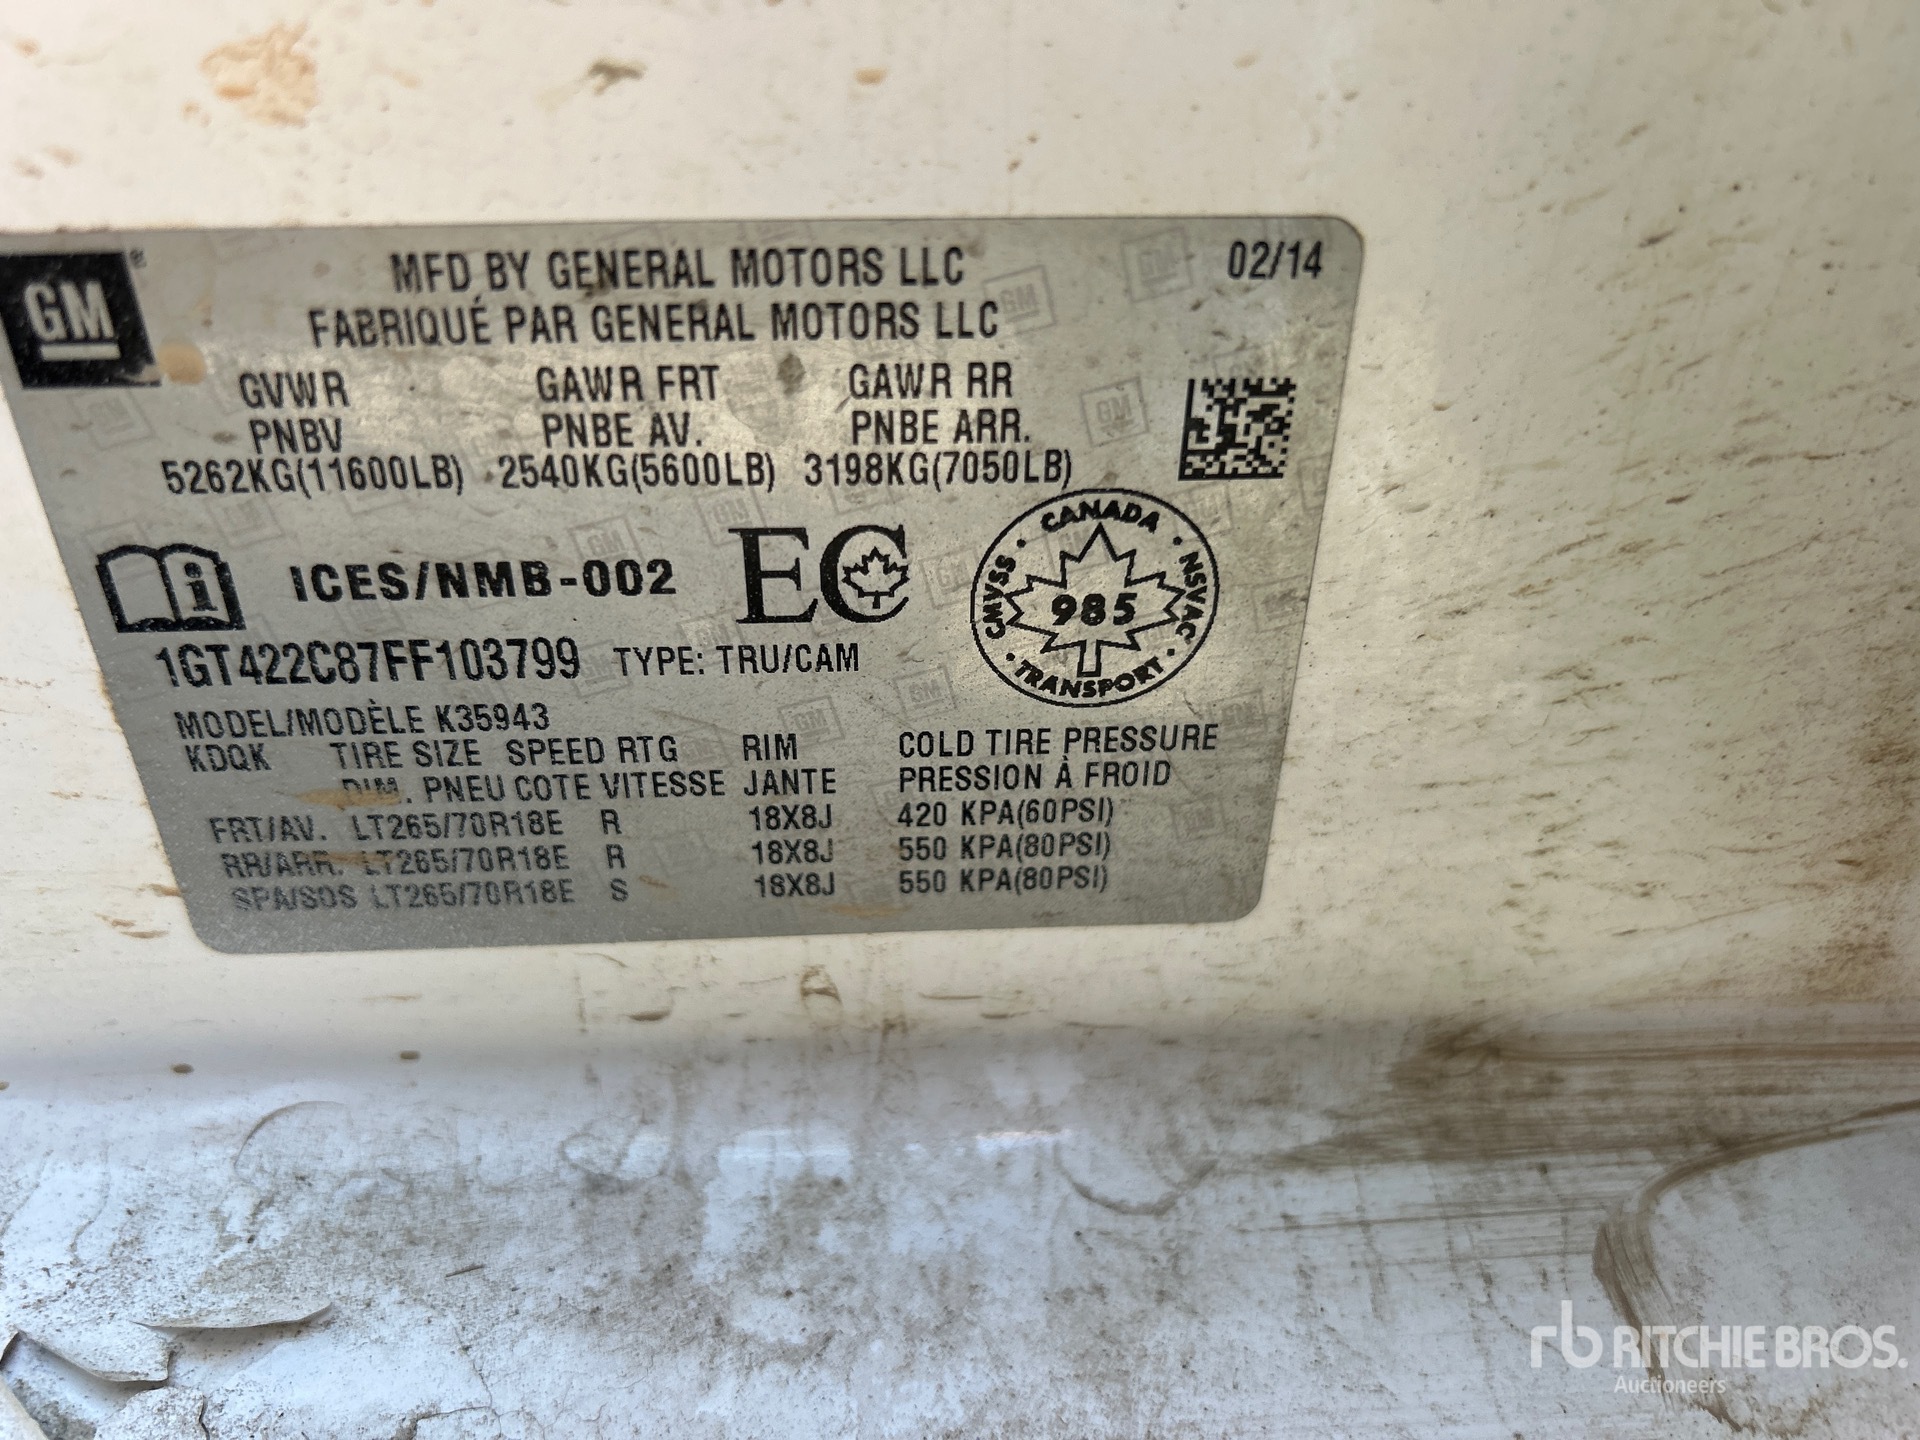 GM
MFD BY GENERAL MOTORS LLC 02/14
FABRIQUÉ PAR GENERAL MOTORS LLC
GVWR GAWR FRT GAWR RR
PNBV PNBE AV. PNBE ARR.
5262KG(11600LB) 2540KG(5600LB) 3198KG(7050LB)
ICES/NMB-002 EC
CANADA
CMVSS 985 NSVAC
TRANSPORT
1GT422C87FF103799 TYPE: TRU/CAM
MODEL/MODÈLE K35943
KDQK TIRE SIZE SPEED RTG RIM COLD TIRE PRESSURE
DIM. PNEU COTE VITESSE JANTE PRESSION À FROID
FRT/AV. LT265/70R18E R 18X8J 420 KPA(60PSI)
RR/ARR. LT265/70R18E R 18X8J 550 KPA(80PSI)
SPA/SOS LT265/70R18E S 18X8J 550 KPA(80PSI)
rb RITCHIE BROS.
Auctioneers